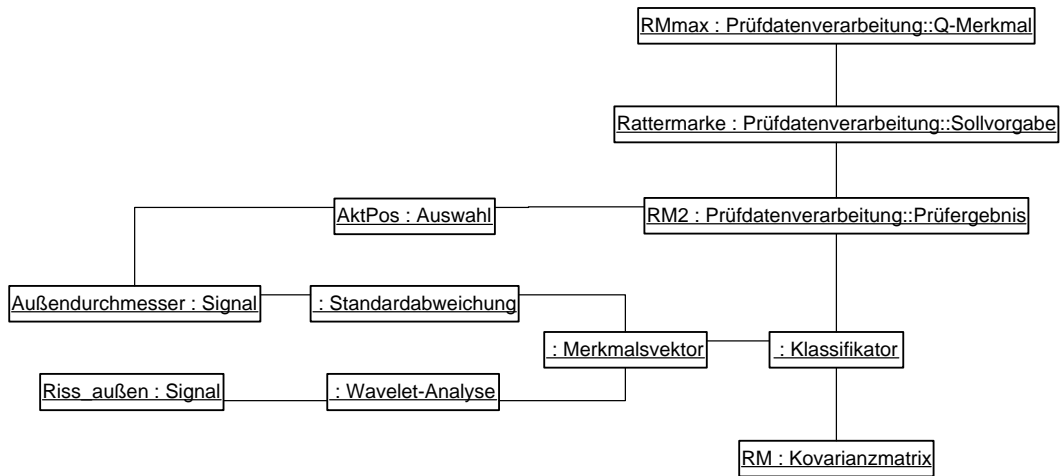 RMmax : Prüfdatenverarbeitung::Q-Merkmal
Rattermarke : Prüfdatenverarbeitung::Sollvorgabe
AktPos : Auswahl
RM2 : Prüfdatenverarbeitung::Prüfergebnis
Außendurchmesser : Signal
: Standardabweichung
: Merkmalsvektor
: Klassifikator
Riss_außen : Signal
: Wavelet-Analyse
RM : Kovarianzmatrix